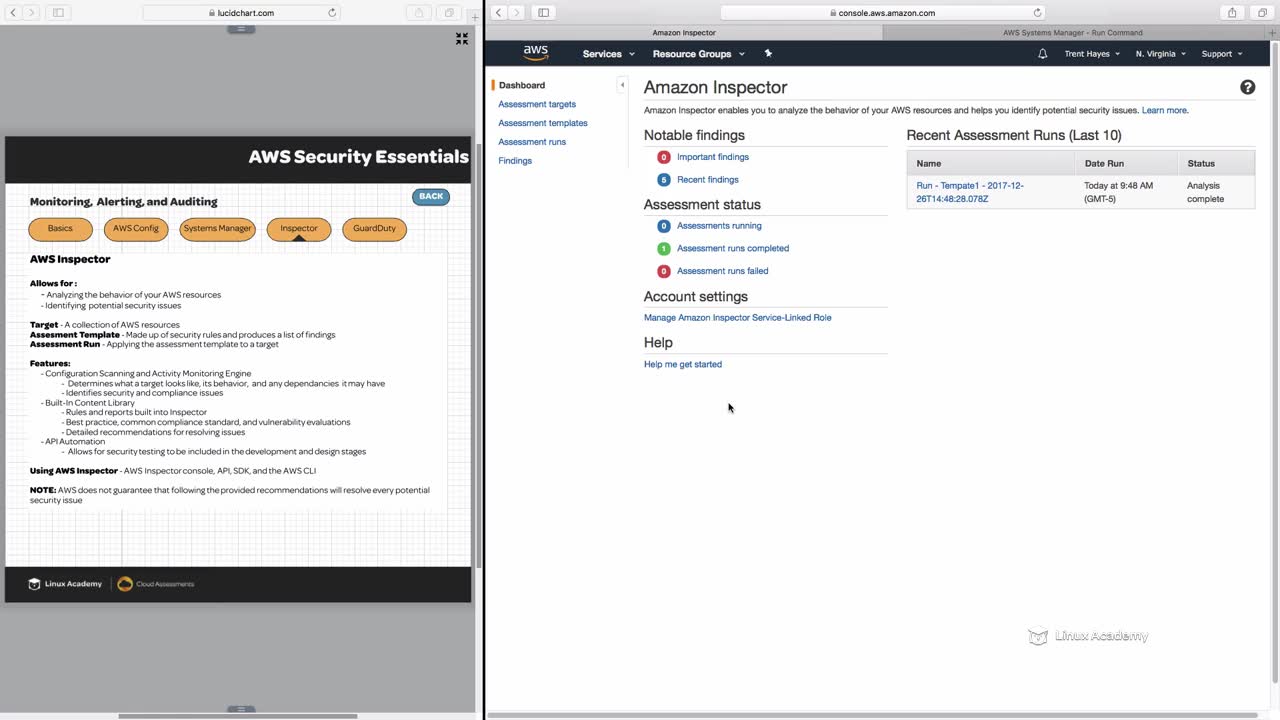 lucidchart.com
AWS Security Essentials
Monitoring, Alerting, and Auditing
BACK
Basics
AWS Config
Systems Manager
Inspector
GuardDuty
AWS Inspector
Allows for :
- Analyzing the behavior of your AWS resources
- Identifying potential security issues
Target - A collection of AWS resources
Assesment Template - Made up of security rules and produces a list of findings
Assessment Run - Applying the assessment template to a target
Features:
- Configuration Scanning and Activity Monitoring Engine
- Determines what a target looks like, its behavior, and any dependencies it may have
- Identifies security and compliance issues
- Built-In Content Library
- Rules and reports built into Inspector
- Best practice, common compliance standard, and vulnerability evaluations
- Detailed recommendations for resolving issues
- API Automation
- Allows for security testing to be included in the development and design stages
Using AWS Inspector - AWS Inspector console, API, SDK, and the AWS CLI
NOTE: AWS does not guarantee that following the provided recommendations will resolve every potential
security issue
Linux Academy
Cloud Assessments
console.aws.amazon.com
Amazon Inspector
AWS Systems Manager - Run Command
aws
Services
Resource Groups
Trent Hayes
N. Virginia
Support
Dashboard
Assessment targets
Assessment templates
Assessment runs
Findings
Amazon Inspector
?
Amazon Inspector enables you to analyze the behavior of your AWS resources and helps you identify potential security issues. Learn more.
Notable findings
0 Important findings
5 Recent findings
Assessment status
0 Assessments running
1 Assessment runs completed
0 Assessment runs failed
Account settings
Manage Amazon Inspector Service-Linked Role
Help
Help me get started
Recent Assessment Runs (Last 10)
Name Date Run Status
Run - Tempate1 - 2017-12- Today at 9:48 AM Analysis
26T14:48:28.078Z (GMT-5) complete
Linux Academy